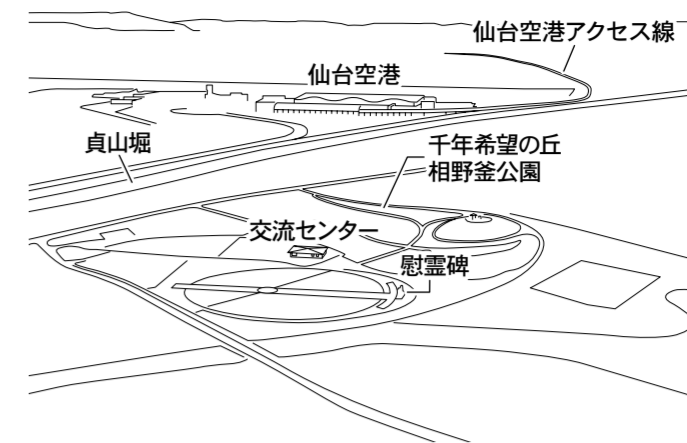 仙台空港アクセス線
仙台空港
貞山堀
千年希望の丘
相野釜公園
交流センター
慰霊碑